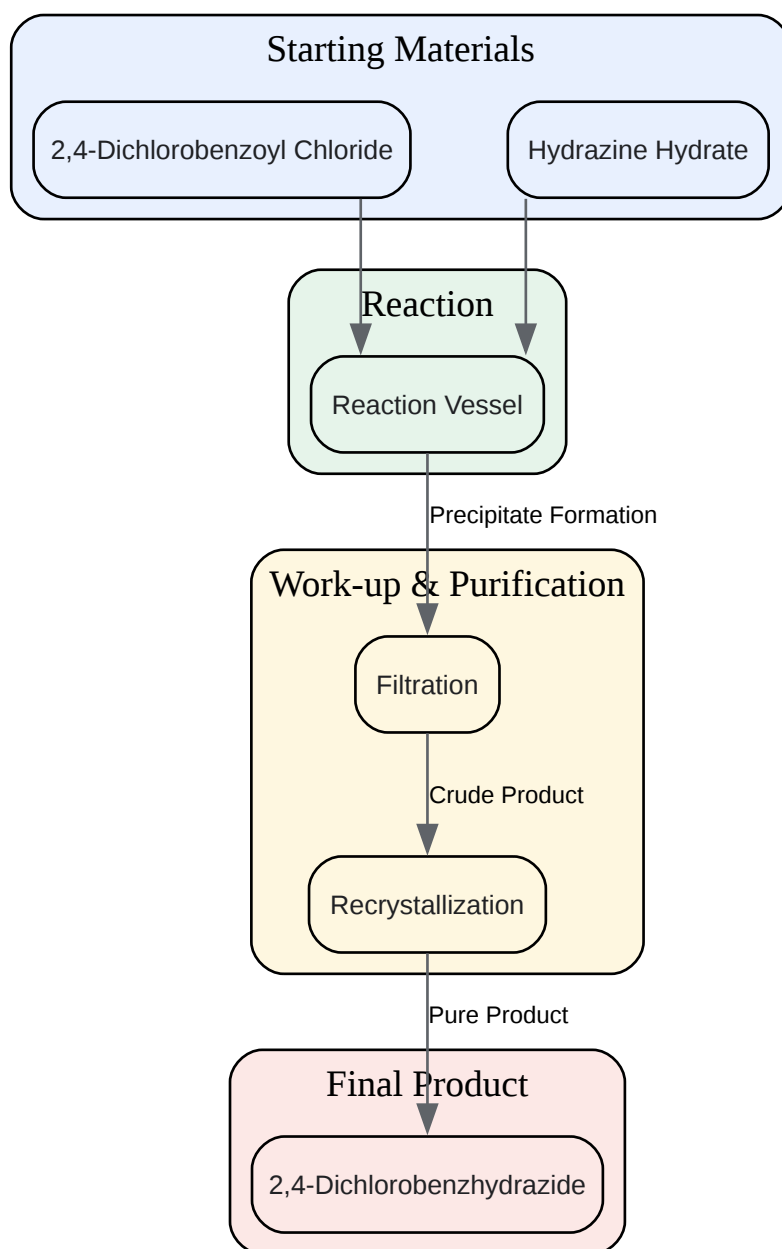 Starting Materials
2,4-Dichlorobenzoyl Chloride
Hydrazine Hydrate
Reaction
Reaction Vessel
Precipitate Formation
Work-up & Purification
Filtration
Crude Product
Recrystallization
Pure Product
Final Product
2,4-Dichlorobenzhydrazide